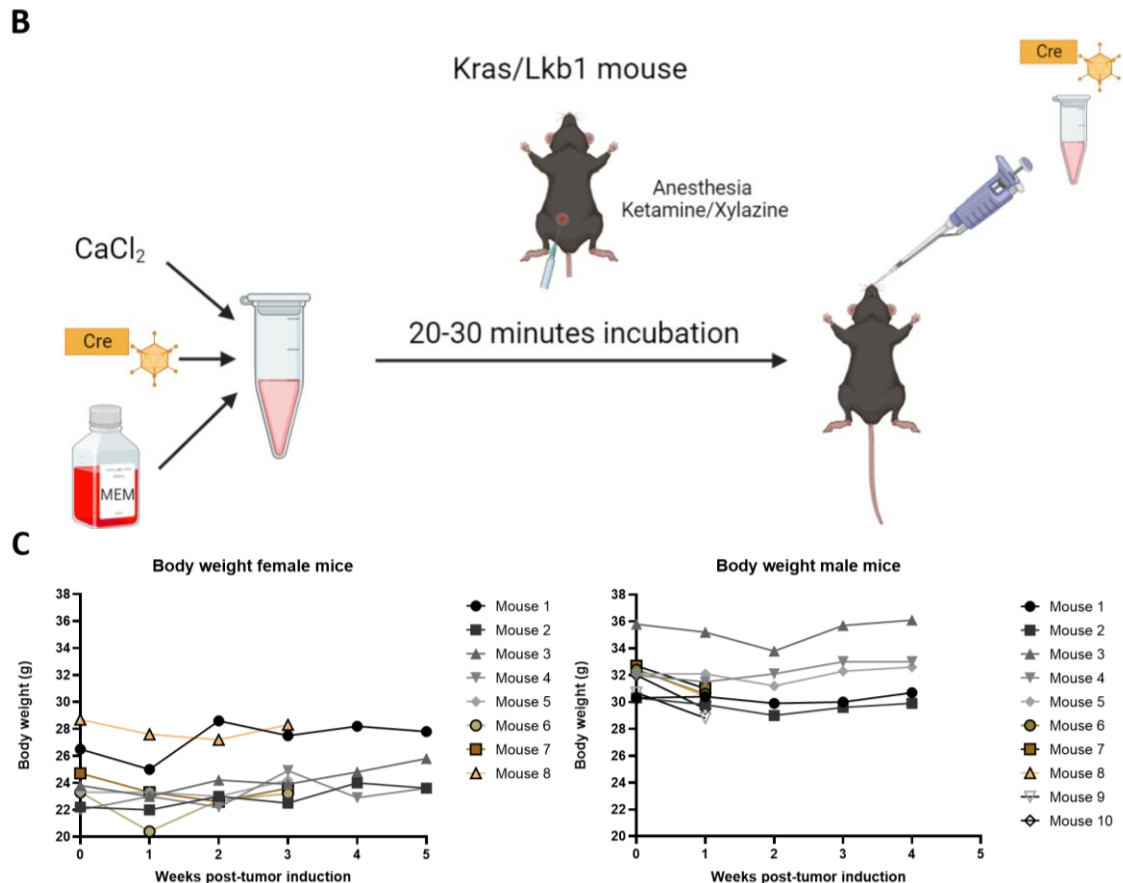 B
Kras/Lkb1 mouse
Cre
Anesthesia
Ketamine/Xylazine
CaCl₂
Cre
20-30 minutes incubation
MEM
C
Body weight female mice
Body weight (g)
38
36
34
32
30
28
26
24
22
20
0 1 2 3 4 5
Weeks post-tumor induction
Mouse 1
Mouse 2
Mouse 3
Mouse 4
Mouse 5
Mouse 6
Mouse 7
Mouse 8
Body weight male mice
Body weight (g)
38
36
34
32
30
28
26
24
22
20
0 1 2 3 4 5
Weeks post-tumor induction
Mouse 1
Mouse 2
Mouse 3
Mouse 4
Mouse 5
Mouse 6
Mouse 7
Mouse 8
Mouse 9
Mouse 10